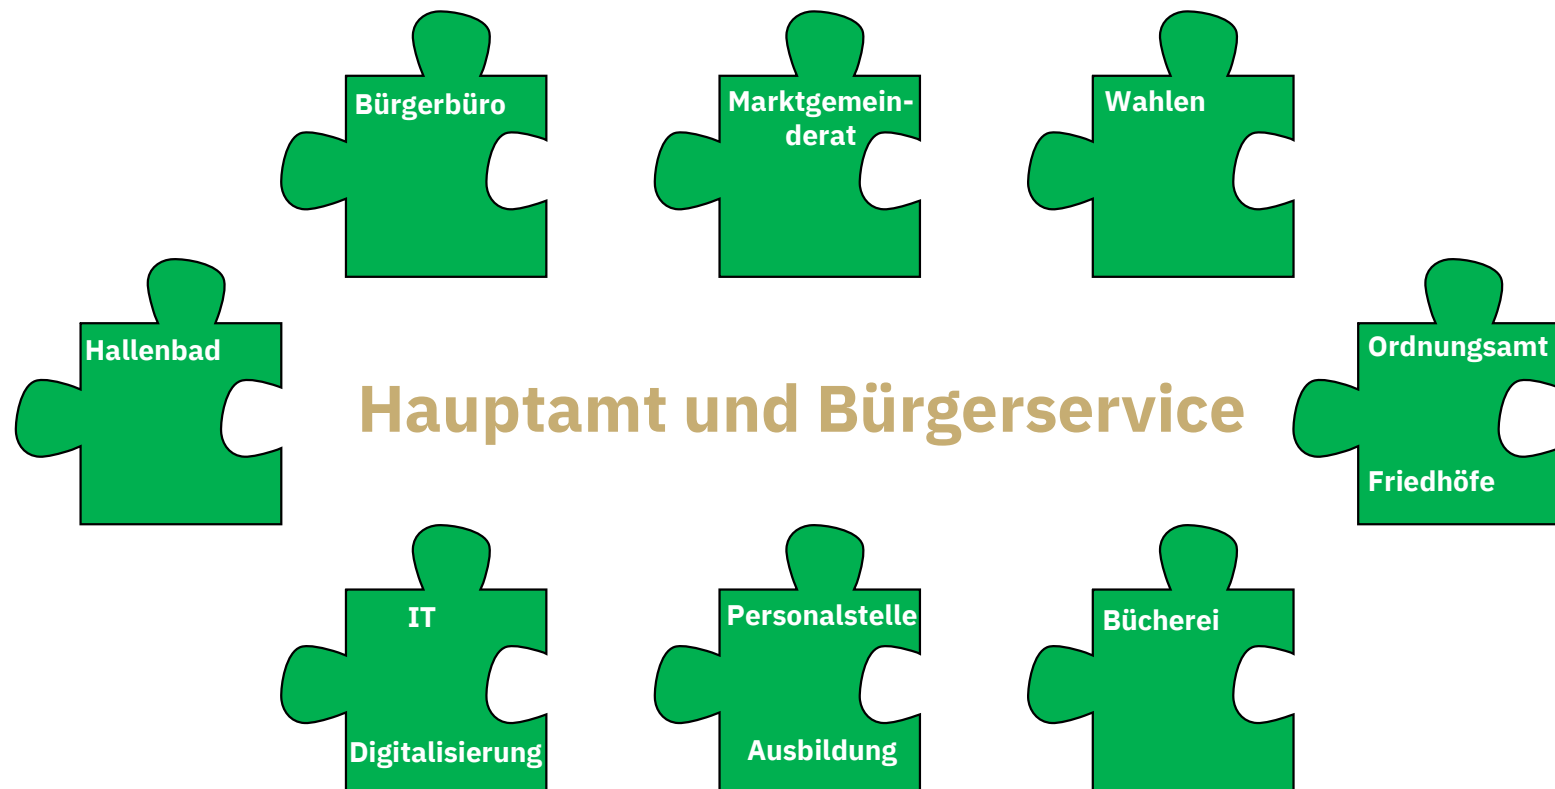 Bürgerbüro
Marktgemein-
derat
Wahlen
Hallenbad
Hauptamt und Bürgerservice
Ordnungsamt
Friedhöfe
IT
Digitalisierung
Personalstelle
Ausbildung
Bücherei